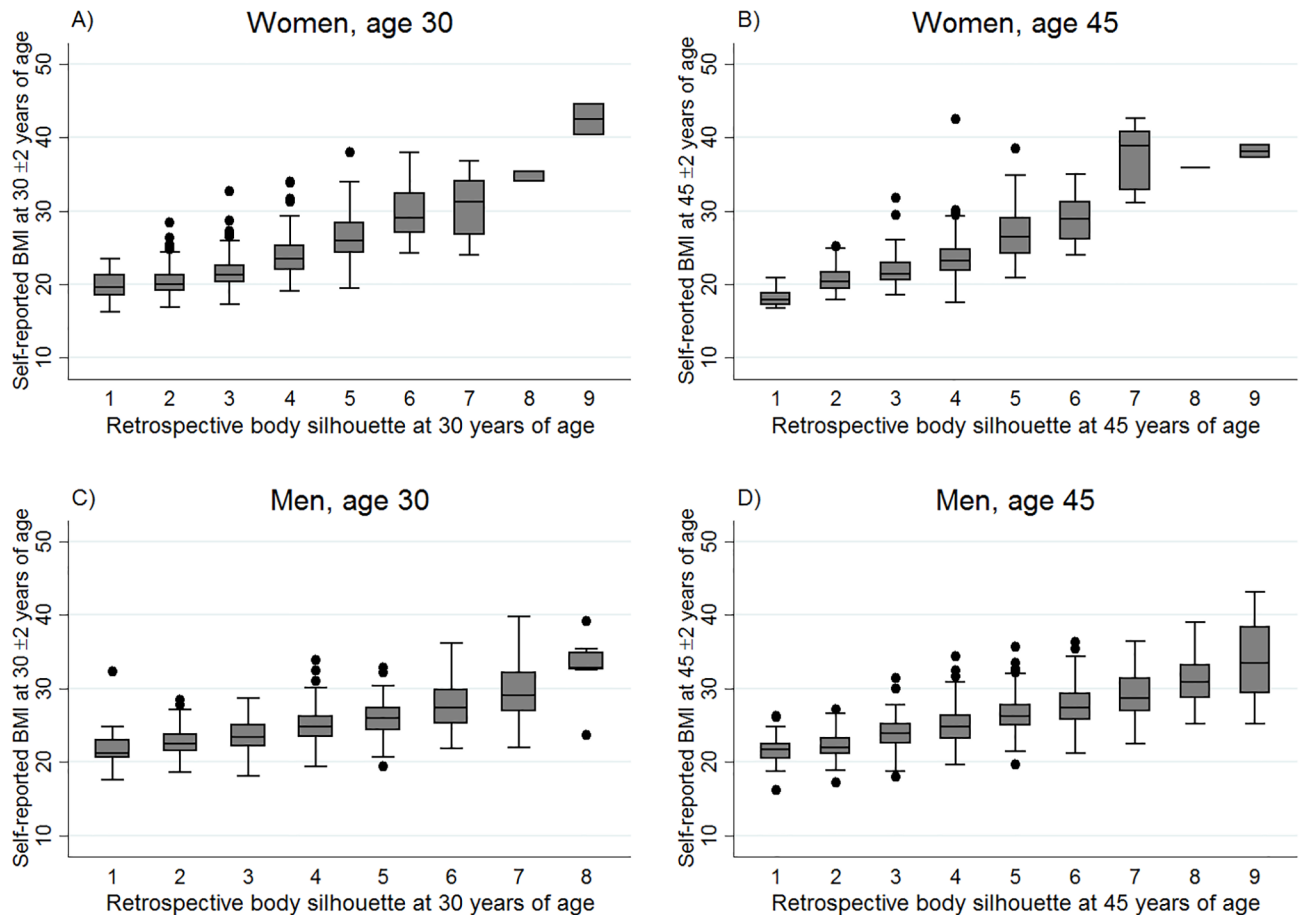 A) Women, age 30
Self-reported BMI at 30 ±2 years of age
50
40
30
20
10
1 2 3 4 5 6 7 8 9
Retrospective body silhouette at 30 years of age
B) Women, age 45
Self-reorted BMI at 45 ±2 years of age
50
40
30
20
10
1 2 3 4 5 6 7 8 9
Retrospective body silhouette at 45 years of age
C) Men, age 30
Self-reported BMI at 30 ±2 years of age
50
40
30
20
10
1 2 3 4 5 6 7 8
Retrospective body silhouette at 30 years of age
D) Men, age 45
Self-reported BMI at 45 ±2 years of age
50
40
30
20
10
1 2 3 4 5 6 7 8 9
Retrospective body silhouette at 45 years of age